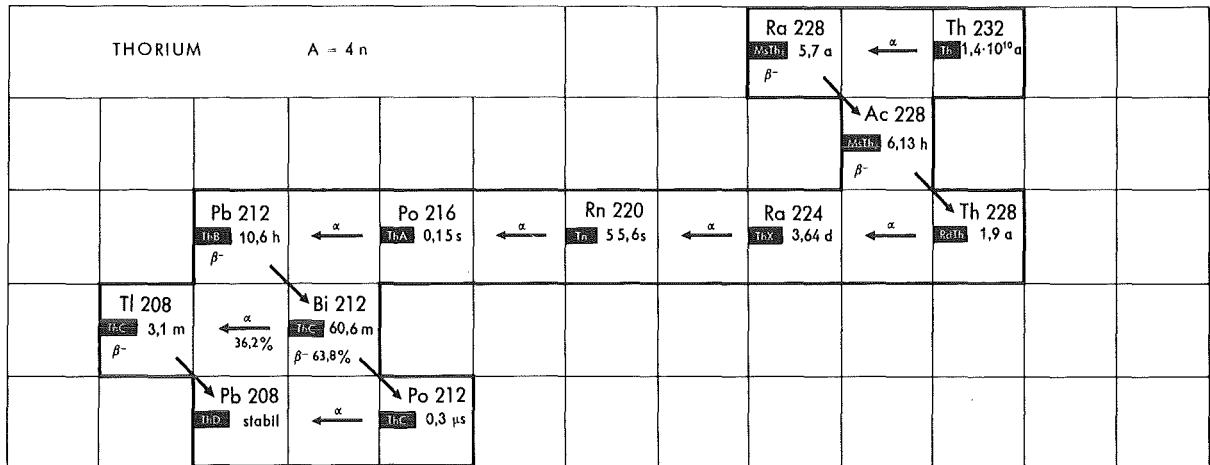 THORIUM A = 4 n
Ra 228
MsTh 5,7 a
β−
α
Th 232
Th 1,4·10¹⁰a
Ac 228
MsTh 6,13 h
β−
Pb 212
ThB 10,6 h
β−
α
Po 216
ThA 0,15 s
α
Rn 220
Tn 55,6s
α
Ra 224
ThX 3,64 d
α
Th 228
RdTh 1,9 a
Tl 208
ThC 3,1 m
β−
α
36,2%
Bi 212
ThC 60,6 m
β− 63,8%
Pb 208
ThD stabil
α
Po 212
ThC 0,3 μs